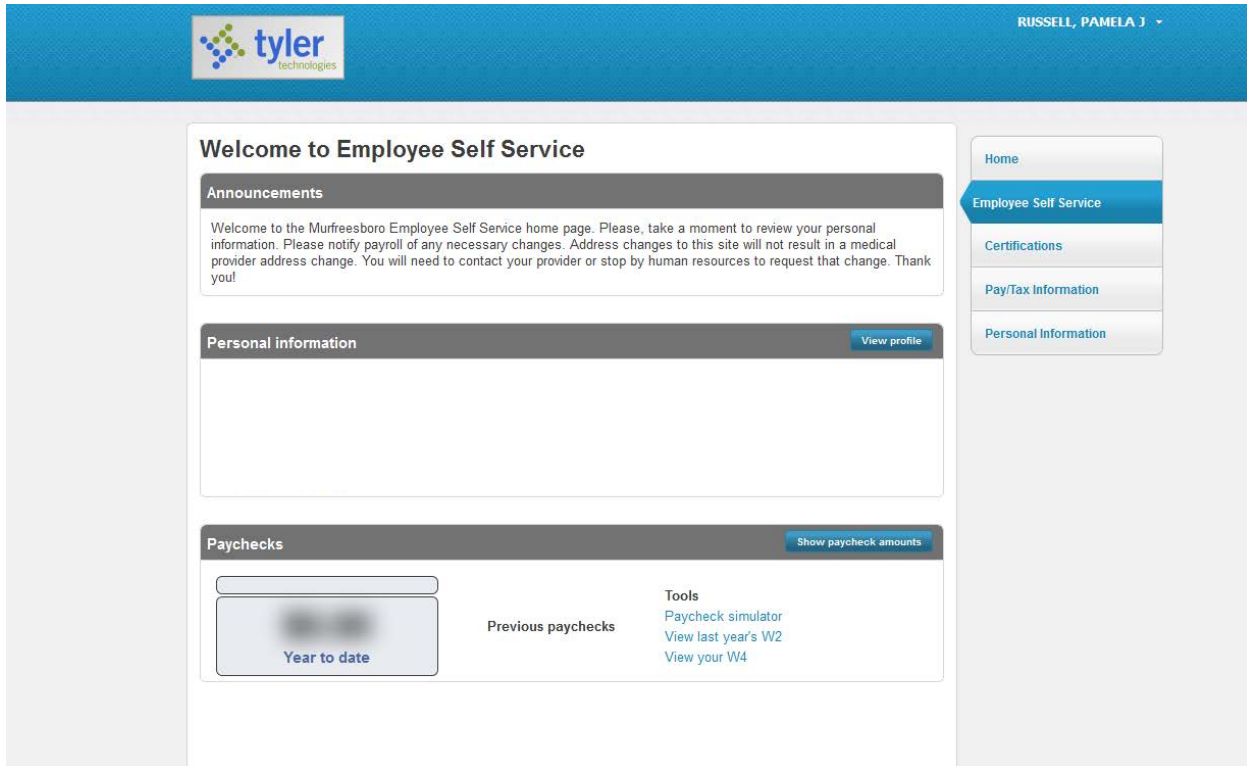 tyler
technologies
RUSSELL, PAMELA J
Welcome to Employee Self Service
Announcements
Welcome to the Murfreesboro Employee Self Service home page. Please, take a moment to review your personal
information. Please notify payroll of any necessary changes. Address changes to this site will not result in a medical
provider address change. You will need to contact your provider or stop by human resources to request that change. Thank
you!
Personal information
View profile
Paychecks
Show paycheck amounts
Year to date
Previous paychecks
Tools
Paycheck simulator
View last year's W2
View your W4
Home
Employee Self Service
Certifications
Pay/Tax Information
Personal Information